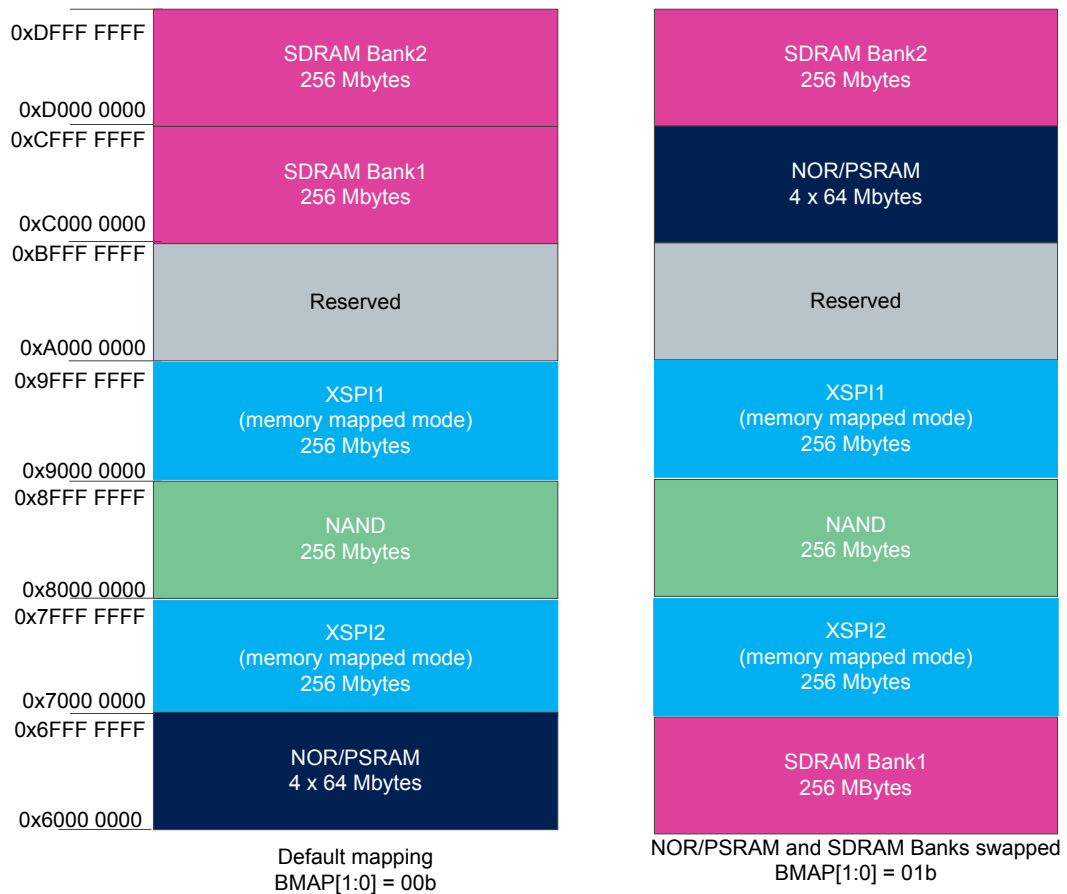 0xDFFF FFFF
SDRAM Bank2
256 Mbytes
0xD000 0000
0xCFFF FFFF
SDRAM Bank1
256 Mbytes
0xC000 0000
0xBFFF FFFF
Reserved
0xA000 0000
0x9FFF FFFF
XSPI1
(memory mapped mode)
256 Mbytes
0x9000 0000
0x8FFF FFFF
NAND
256 Mbytes
0x8000 0000
0x7FFF FFFF
XSPI2
(memory mapped mode)
256 Mbytes
0x7000 0000
0x6FFF FFFF
NOR/PSRAM
4 x 64 Mbytes
0x6000 0000
Default mapping
BMAP[1:0] = 00b
SDRAM Bank2
256 Mbytes
NOR/PSRAM
4 x 64 Mbytes
Reserved
XSPI1
(memory mapped mode)
256 Mbytes
NAND
256 Mbytes
XSPI2
(memory mapped mode)
256 Mbytes
SDRAM Bank1
256 MBytes
NOR/PSRAM and SDRAM Banks swapped
BMAP[1:0] = 01b